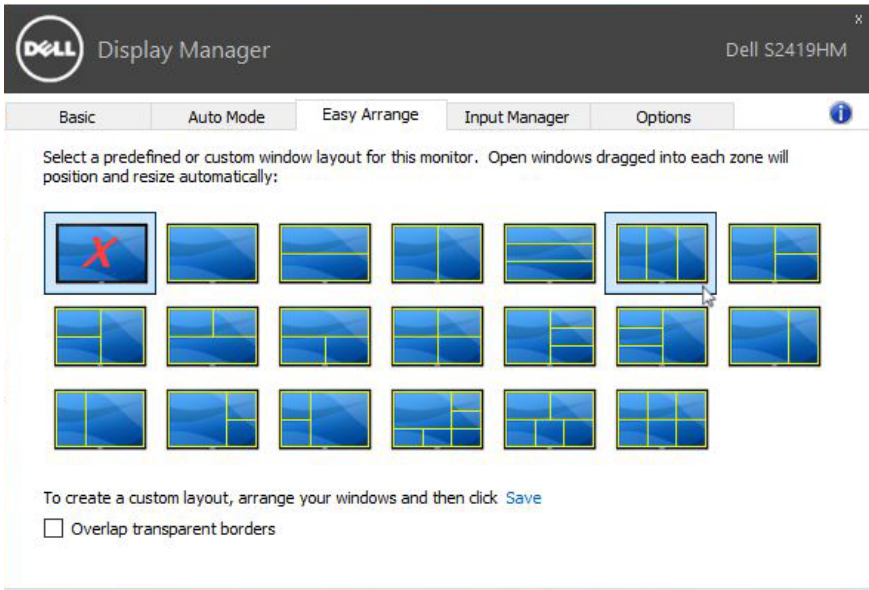 x
DELL Display Manager Dell S2419HM
Basic Auto Mode Easy Arrange Input Manager Options i
Select a predefined or custom window layout for this monitor. Open windows dragged into each zone will
position and resize automatically:
X
To create a custom layout, arrange your windows and then click Save
Overlap transparent borders